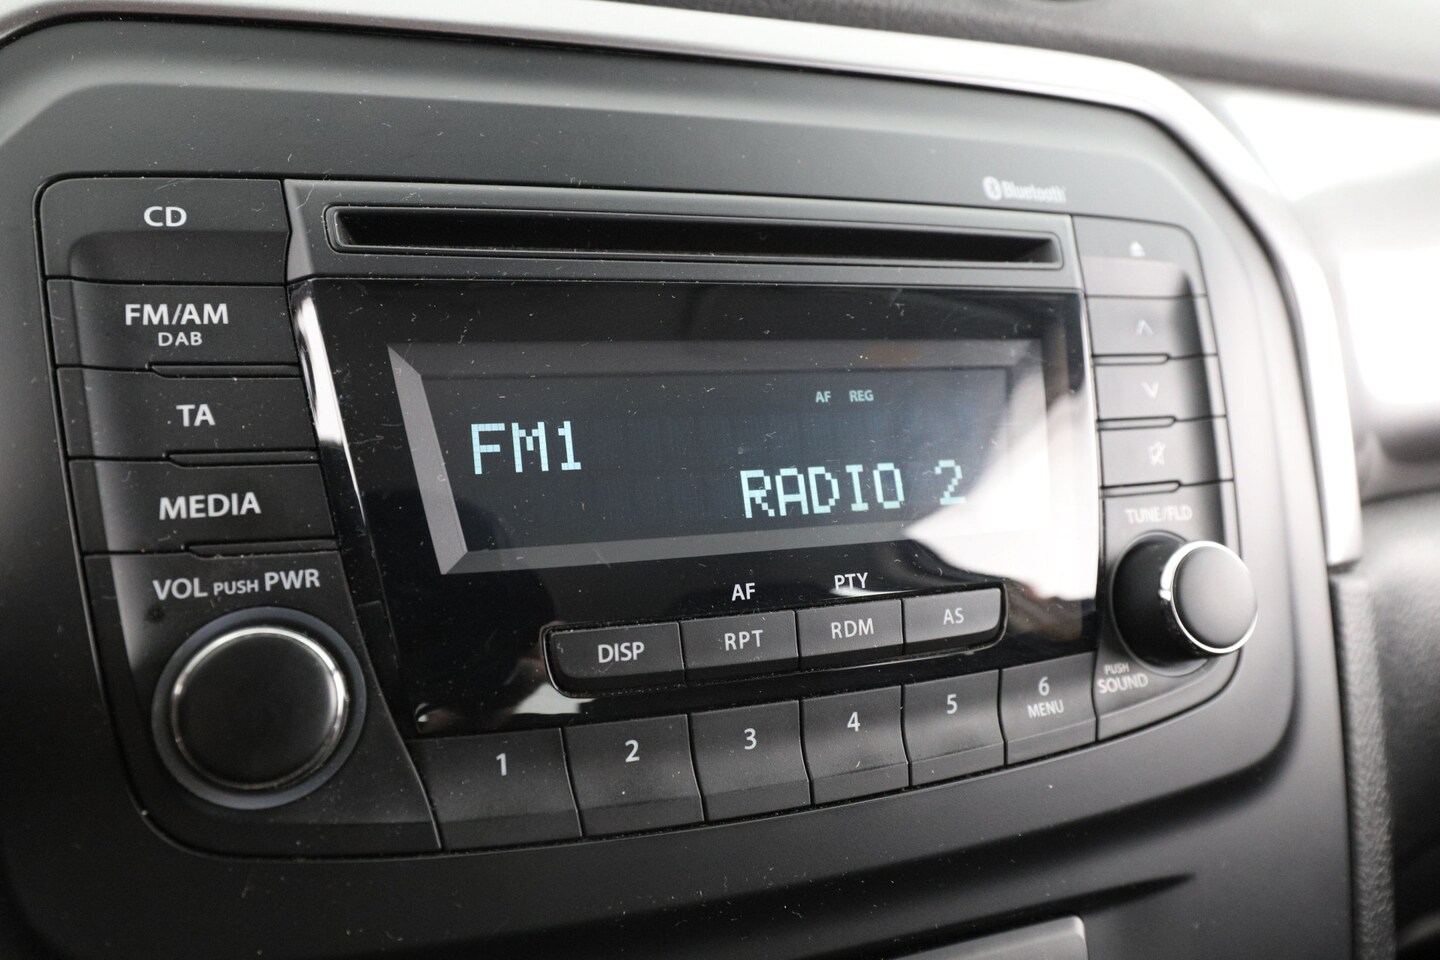 Bluetooth
CD
FM/AM
DAB
TA
MEDIA
VOL PUSH PWR
AF REG
FM1
RADIO 2
TUNE/FLD
AF
PTY
DISP
RPT
RDM
AS
PUSH
SOUND
1
2
3
4
5
6
MENU